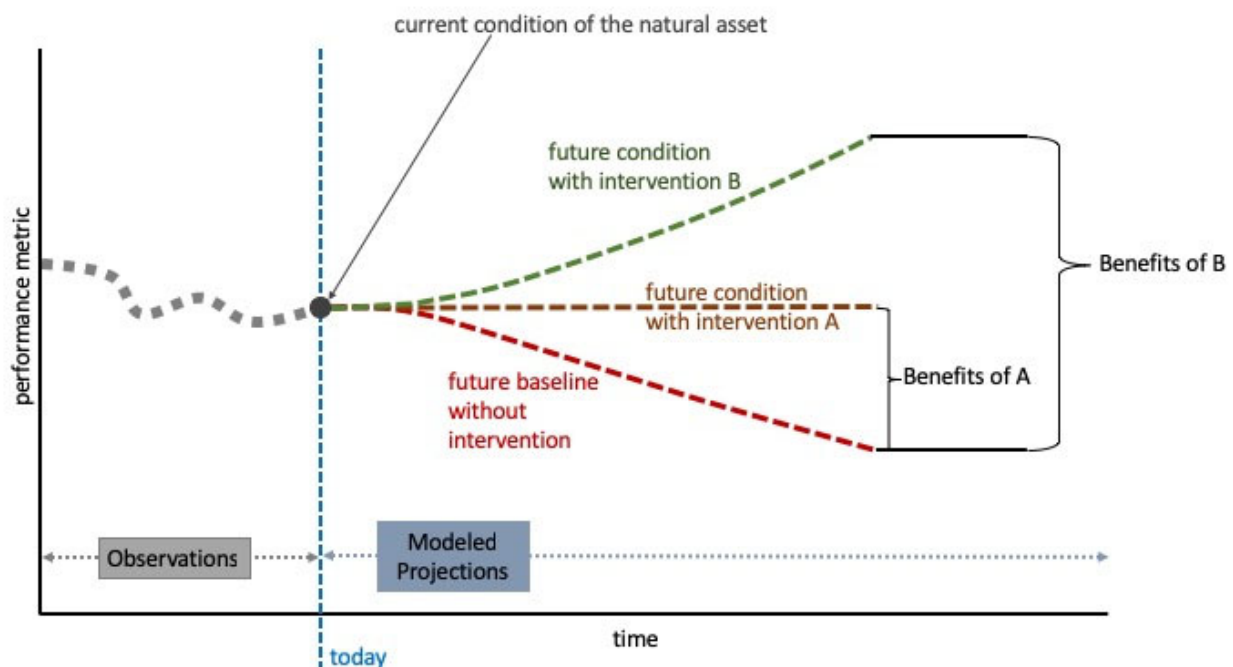 current condition of the natural asset
future condition
with intervention B
performance metric
Benefits of B
future condition
with intervention A
Benefits of A
future baseline
without
intervention
Observations
Modeled
Projections
time
today